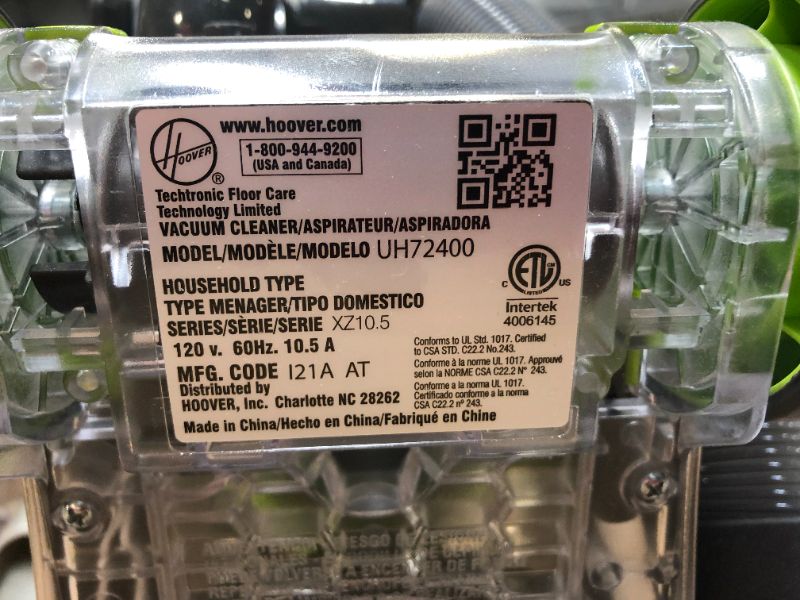 HOOVER ®
www.hoover.com
1-800-944-9200
(USA and Canada)
Techtronic Floor Care
Technology Limited
VACUUM CLEANER/ASPIRATEUR/ASPIRADORA
MODEL/MODÈLE/MODELO UH72400
HOUSEHOLD TYPE
TYPE MENAGER/TIPO DOMESTICO
SERIES/SÈRIE/SERIE XZ10.5
120 v. 60Hz. 10.5 A
MFG. CODE I21A AT
Distributed by
HOOVER, Inc. Charlotte NC 28262
Made in China/Hecho en China/Fabriqué en Chine
ETL
CM
LISTED
C US
Intertek
4006145
Conforms to UL Std. 1017. Certified
to CSA STD. C22.2 No.243.
Conforme à la norme UL 1017. Approuvé
selon la NORME CSA C22.2 N° 243.
Conforme a la norma UL 1017.
Certificado conforme a la norma
CSA C22.2 n° 243.